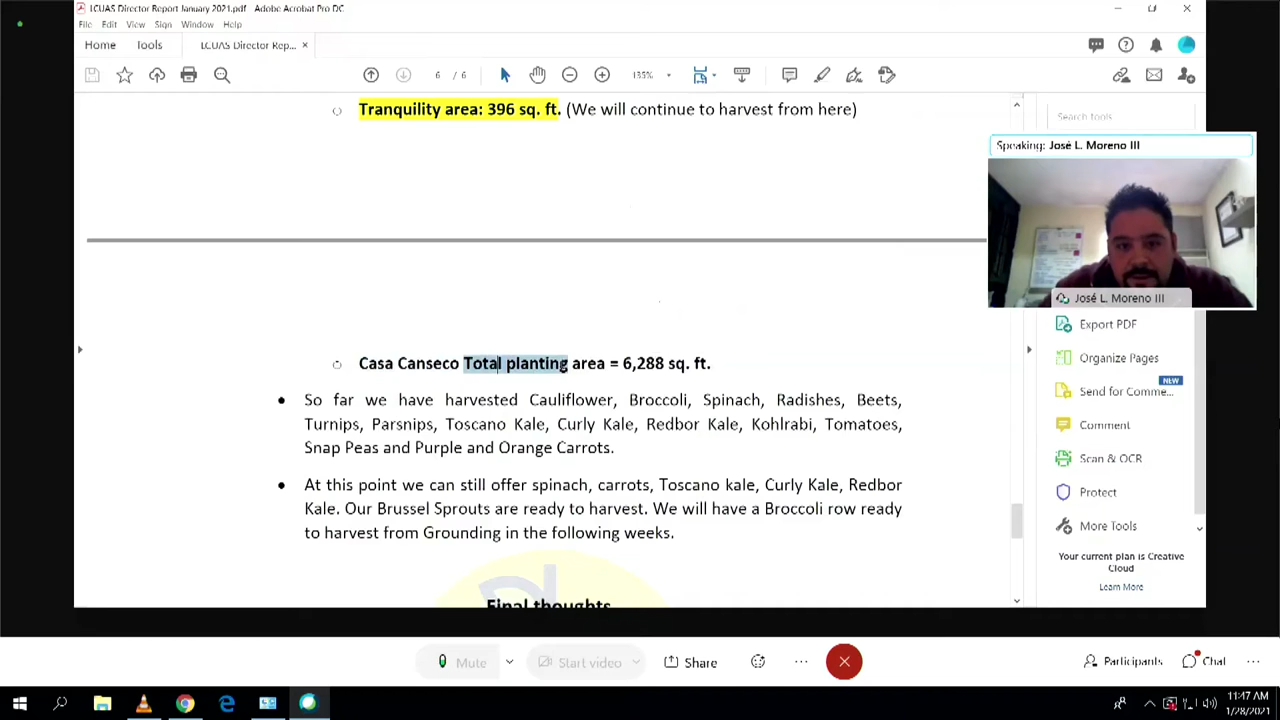 LCUAS Director Report January 2021.pdf - Adobe Acrobat Pro DC
File Edit View Sign Window Help
Home Tools LCUAS Director Rep... ×
6 / 6 135%
Tranquility area: 396 sq. ft. (We will continue to harvest from here)
Search tools
Speaking: José L. Moreno III
José L. Moreno III
Export PDF
Organize Pages
NEW
Send for Comme...
Comment
Scan & OCR
Protect
More Tools
Your current plan is Creative
Cloud
Learn More
Casa Canseco Total planting area = 6,288 sq. ft.
• So far we have harvested Cauliflower, Broccoli, Spinach, Radishes, Beets,
Turnips, Parsnips, Toscano Kale, Curly Kale, Redbor Kale, Kohlrabi, Tomatoes,
Snap Peas and Purple and Orange Carrots.
• At this point we can still offer spinach, carrots, Toscano kale, Curly Kale, Redbor
Kale. Our Brussel Sprouts are ready to harvest. We will have a Broccoli row ready
to harvest from Grounding in the following weeks.
Final thoughts
Mute Start video Share ... Participants Chat ...
11:47 AM
1/28/2021